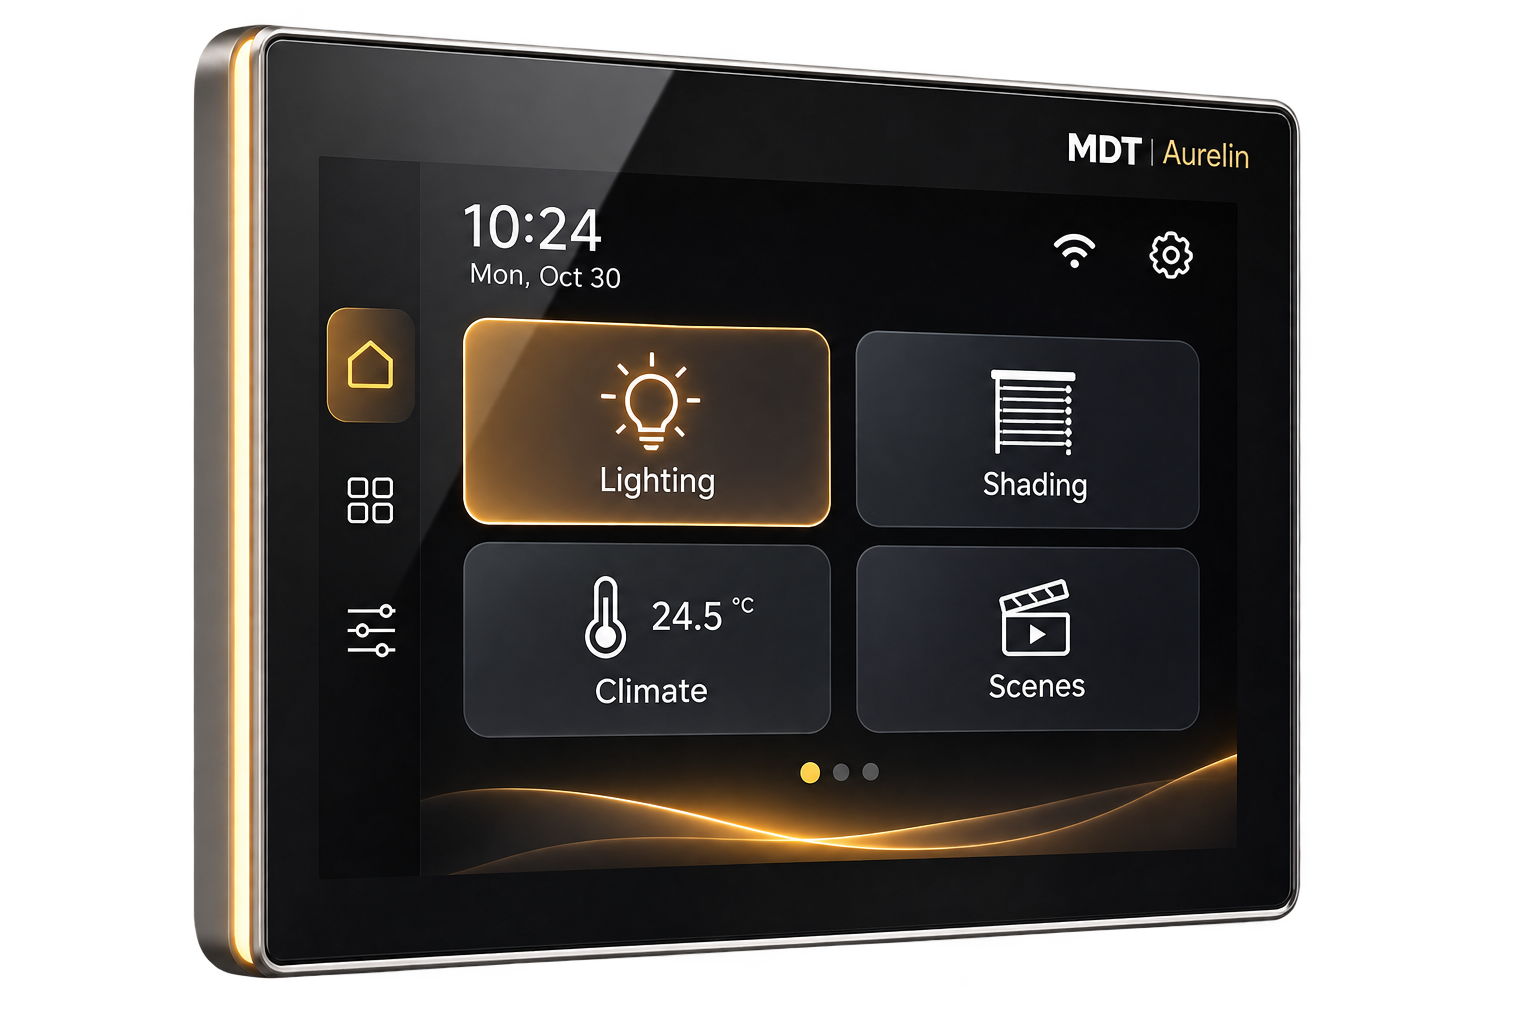 MDT | Aurelin
10:24
Mon, Oct 30
Lighting
Shading
24.5 °C
Climate
Scenes